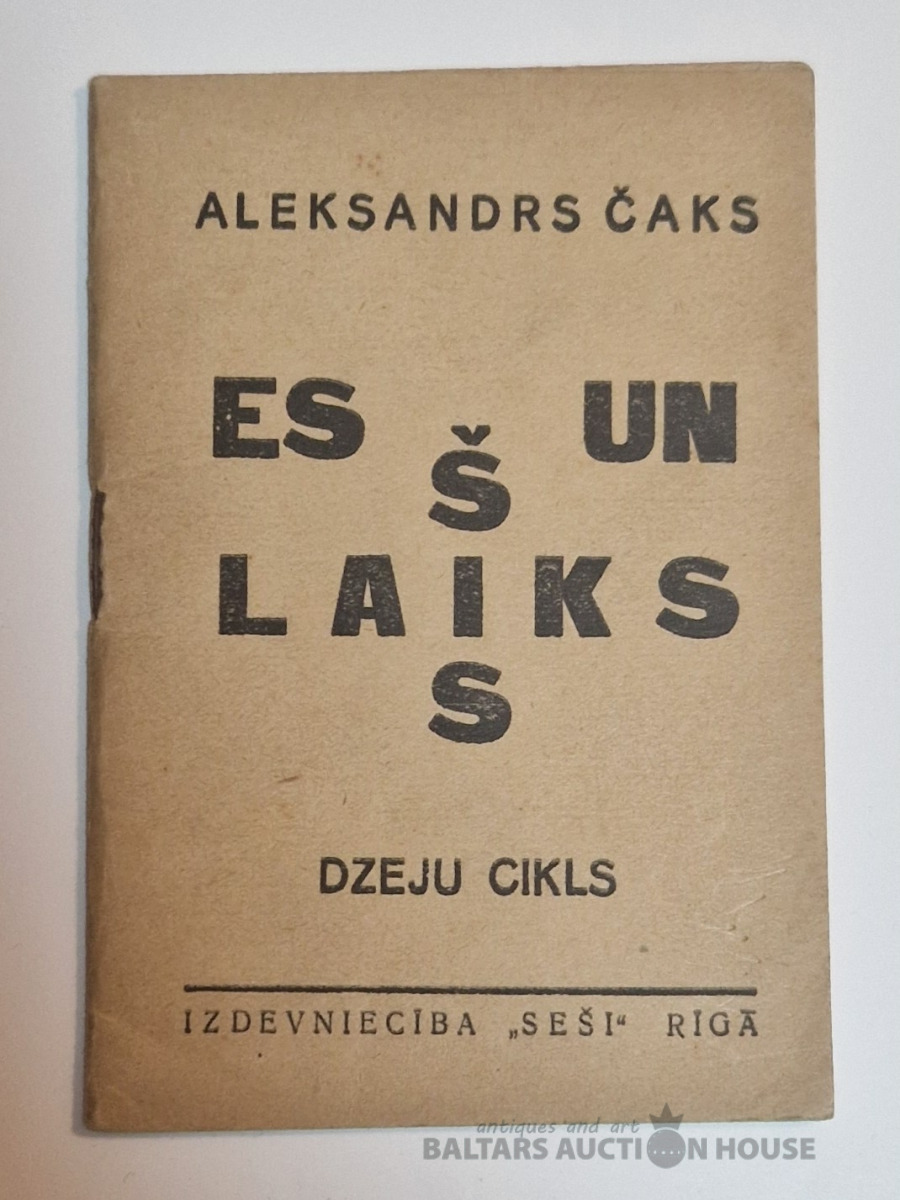 ALEKSANDRS ČAKS
ES UN
Š
LAIKS
S
DZEJU CIKLS
IZDEVNIECĪBA „SEŠI“ RĪGĀ
antiques and art
BALTARS AUCTION HOUSE